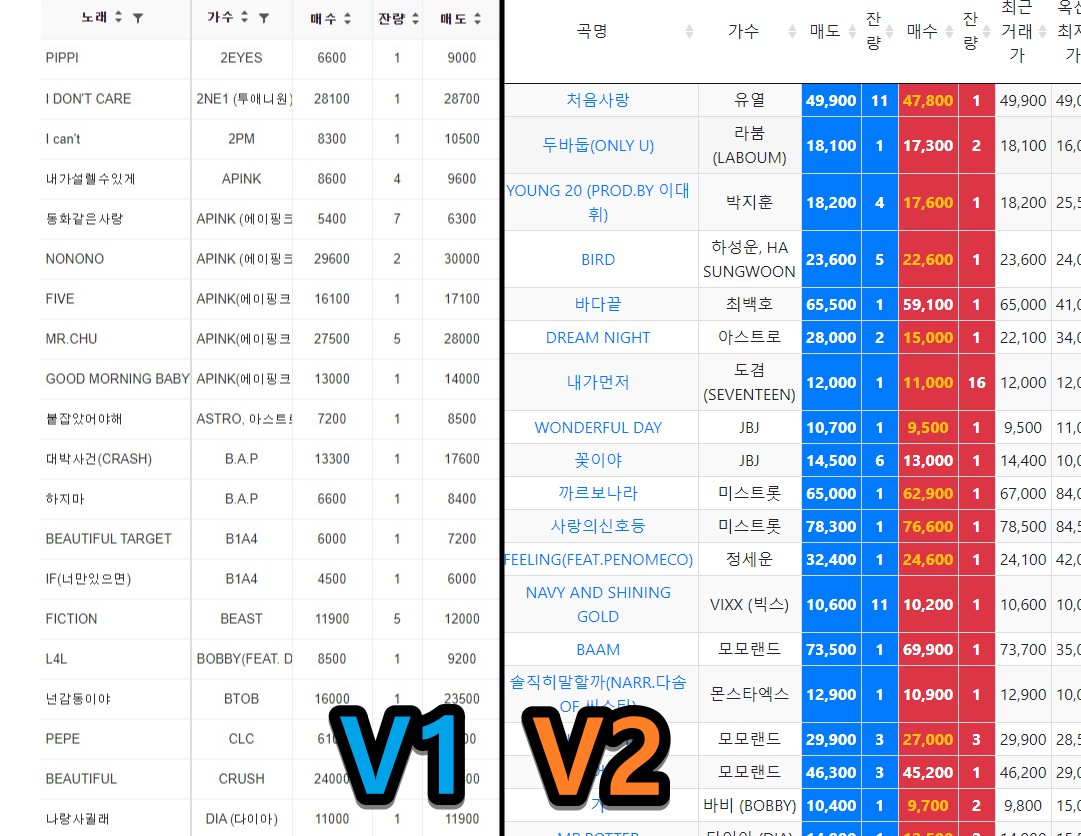 노래 가수 매수 잔량 매도
PIPPI 2EYES 6600 1 9000
I DON'T CARE 2NE1 (투애니원) 28100 1 28700
I can't 2PM 8300 1 10500
내가설렐수있게 APINK 8600 4 9600
동화같은사랑 APINK (에이핑크 5400 7 6300
NONONO APINK (에이핑크 29600 2 30000
FIVE APINK(에이핑크 16100 1 17100
MR.CHU APINK(에이핑크 27500 5 28000
GOOD MORNING BABY APINK(에이핑크 13000 1 14000
붙잡았어야해 ASTRO, 아스트로 7200 1 8500
대박사건(CRASH) B.A.P 13300 1 17600
하지마 B.A.P 6600 1 8400
BEAUTIFUL TARGET B1A4 6000 1 7200
IF(너만있으면) B1A4 4500 1 6000
FICTION BEAST 11900 5 12000
L4L BOBBY(FEAT. D 8500 1 9200
넌감동이야 BTOB 16000 1 23500
PEPE CLC
BEAUTIFUL CRUSH 24000
나랑사귈래 DIA (다이아) 11000 1 11900
V1
곡명 가수 매도 잔
량 매수 잔
량 최근
거래
가 옥션
최저
가
처음사랑 유열 49,900 11 47,800 1 49,900 49,0
두바둡(ONLY U) 라붐
(LABOUM) 18,100 1 17,300 2 18,100 16,0
YOUNG 20 (PROD.BY 이대
휘) 박지훈 18,200 4 17,600 1 18,200 25,5
BIRD 하성운, HA
SUNGWOON 23,600 5 22,600 1 23,600 24,0
바다끝 최백호 65,500 1 59,100 1 65,000 41,0
DREAM NIGHT 아스트로 28,000 2 15,000 1 22,100 34,0
내가먼저 도겸
(SEVENTEEN) 12,000 1 11,000 16 12,000 12,0
WONDERFUL DAY JBJ 10,700 1 9,500 1 9,500 11,0
꽃이야 JBJ 14,500 6 13,000 1 14,400 10,0
까르보나라 미스트롯 65,000 1 62,900 1 67,000 84,0
사랑의신호등 미스트롯 78,300 1 76,600 1 78,500 84,5
FEELING(FEAT.PENOMECO) 정세운 32,400 1 24,600 1 24,100 42,0
NAVY AND SHINING
GOLD VIXX (빅스) 10,600 11 10,200 1 10,600 10,0
BAAM 모모랜드 73,500 1 69,900 1 73,700 35,0
솔직히말할까(NARR.다솜
OF 씨스타) 몬스타엑스 12,900 1 10,900 1 12,900 10,0
모모랜드 29,900 3 27,000 3 29,900 28,5
모모랜드 46,300 3 45,200 1 46,200 29,0
바비 (BOBBY) 10,400 1 9,700 2 9,800 15,0
V2